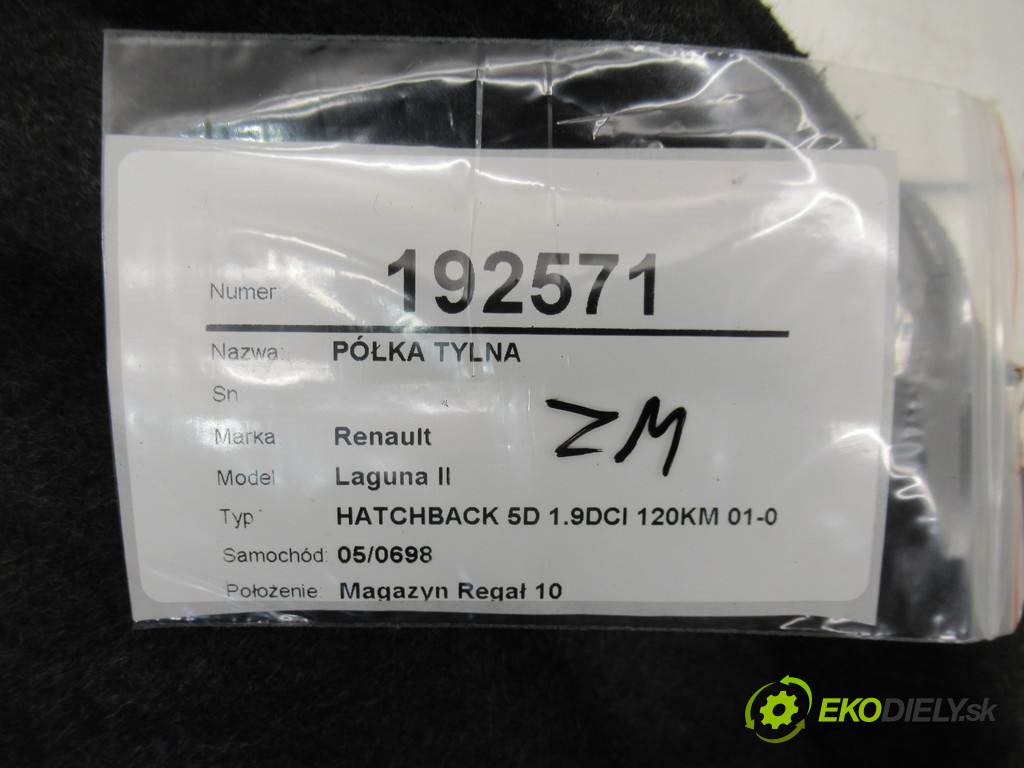 Numer 192571
Nazwa: PÓŁKA TYLNA
Sn
Marka Renault
ZM
Model Laguna II
Typ HATCHBACK 5D 1.9DCI 120KM 01-0
Samochód: 05/0698
Położenie Magazyn Regał 10
EKODIELY.sk